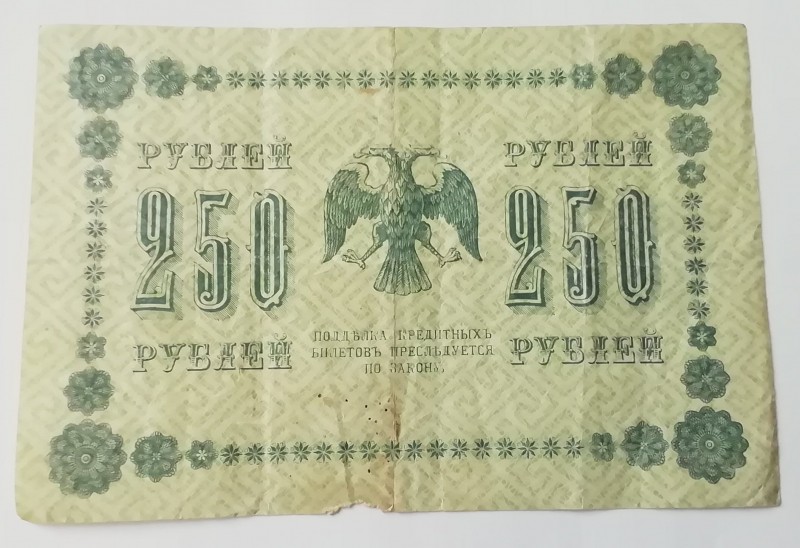 РУБЛЕЙ
250
РУБЛЕЙ
ПОДДѢЛКА КРЕДИТНЫХЪ
БИЛЕТОВЪ ПРЕСЛѢДУЕТСЯ
ПО ЗАКОНУ.
РУБЛЕЙ
250
РУБЛЕЙ